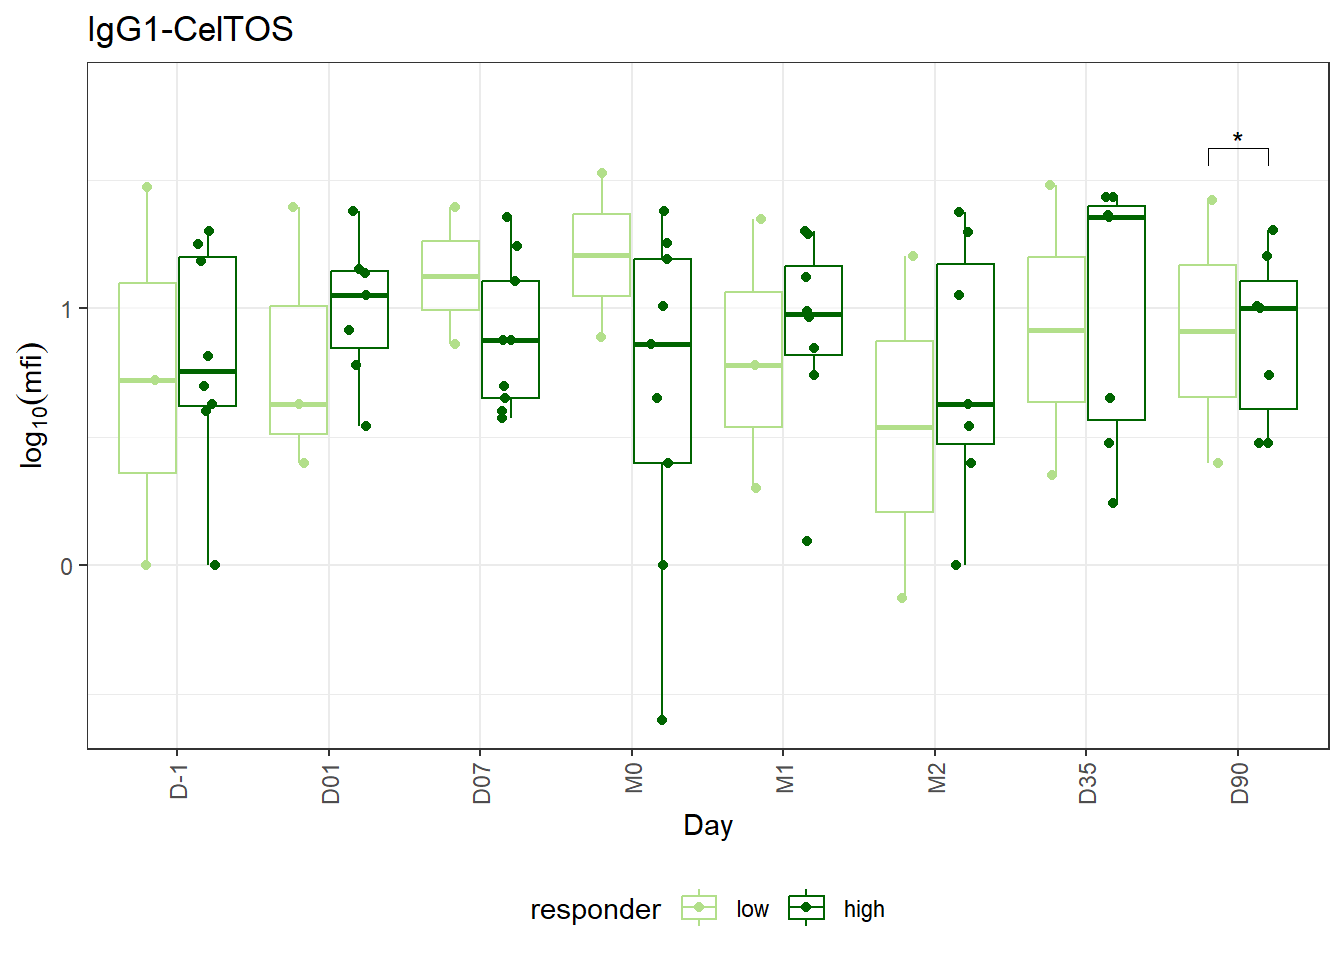 IgG1-CelTOS
*
log10(mfi)
1
0
D-1 D01 D07 M0 M1 M2 D35 D90
Day
responder low high